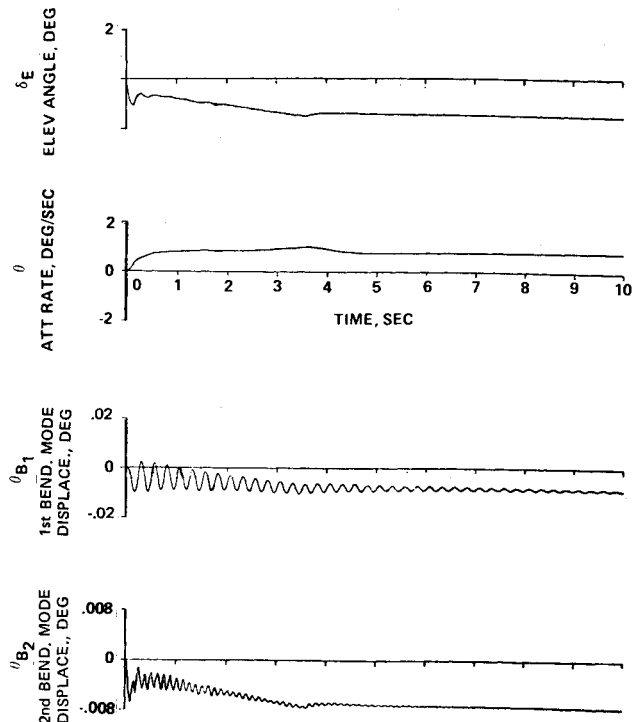 2
δE
ELEV ANGLE, DEG
2
0
-2
θ
ATT RATE, DEG/SEC
0 1 2 3 4 5 6 7 8 9 10
TIME, SEC
.02
0
-.02
θB1
1st BEND. MODE
DISPLACE., DEG
.008
0
-.008
θB2
2nd BEND. MODE
DISPLACE., DEG